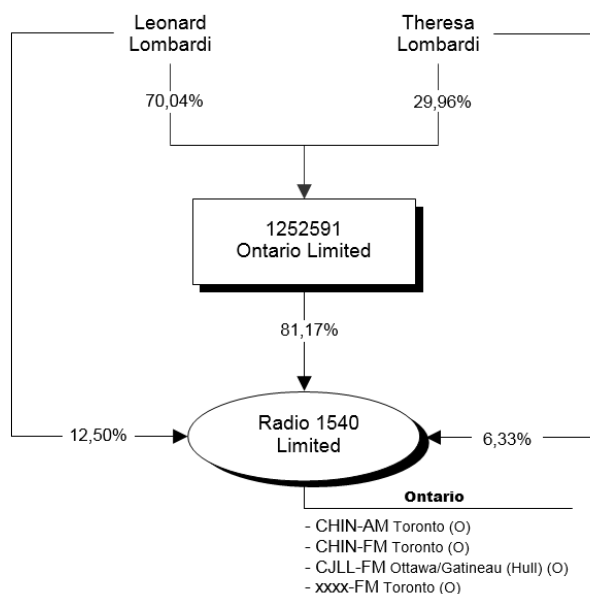 Leonard
Lombardi
Theresa
Lombardi
70,04%
29,96%
1252591
Ontario Limited
81,17%
Radio 1540
Limited
12,50%
6,33%
Ontario
- CHIN-AM Toronto (O)
- CHIN-FM Toronto (O)
- CJLL-FM Ottawa/Gatineau (Hull) (O)
- xxxx-FM Toronto (O)